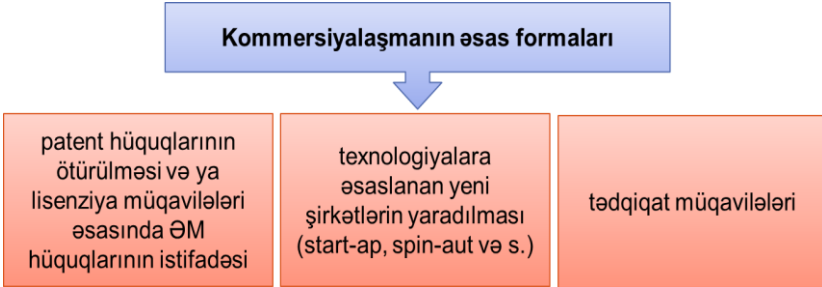 Kommersiyalaşmanın əsas formaları
patent hüquqlarının
ötürülməsi və ya
lisenziya müqavilələri
əsasında ƏM
hüquqlarının istifadəsi
texnologiyalara
əsaslanan yeni
şirkətlərin yaradılması
(start-ap, spin-aut və s.)
tədqiqat müqavilələri